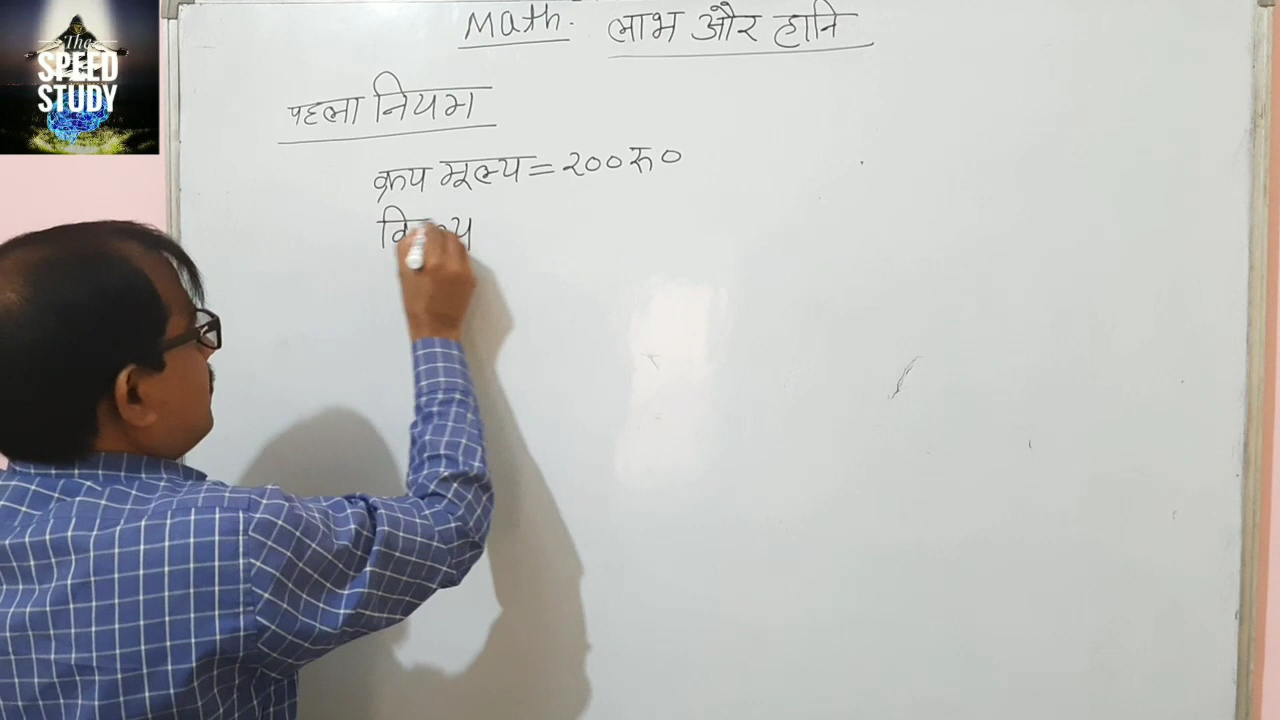 The
SPEED
STUDY
Math. लाभ और हानि
पहला नियम
क्रय मूल्य = २०० रु०